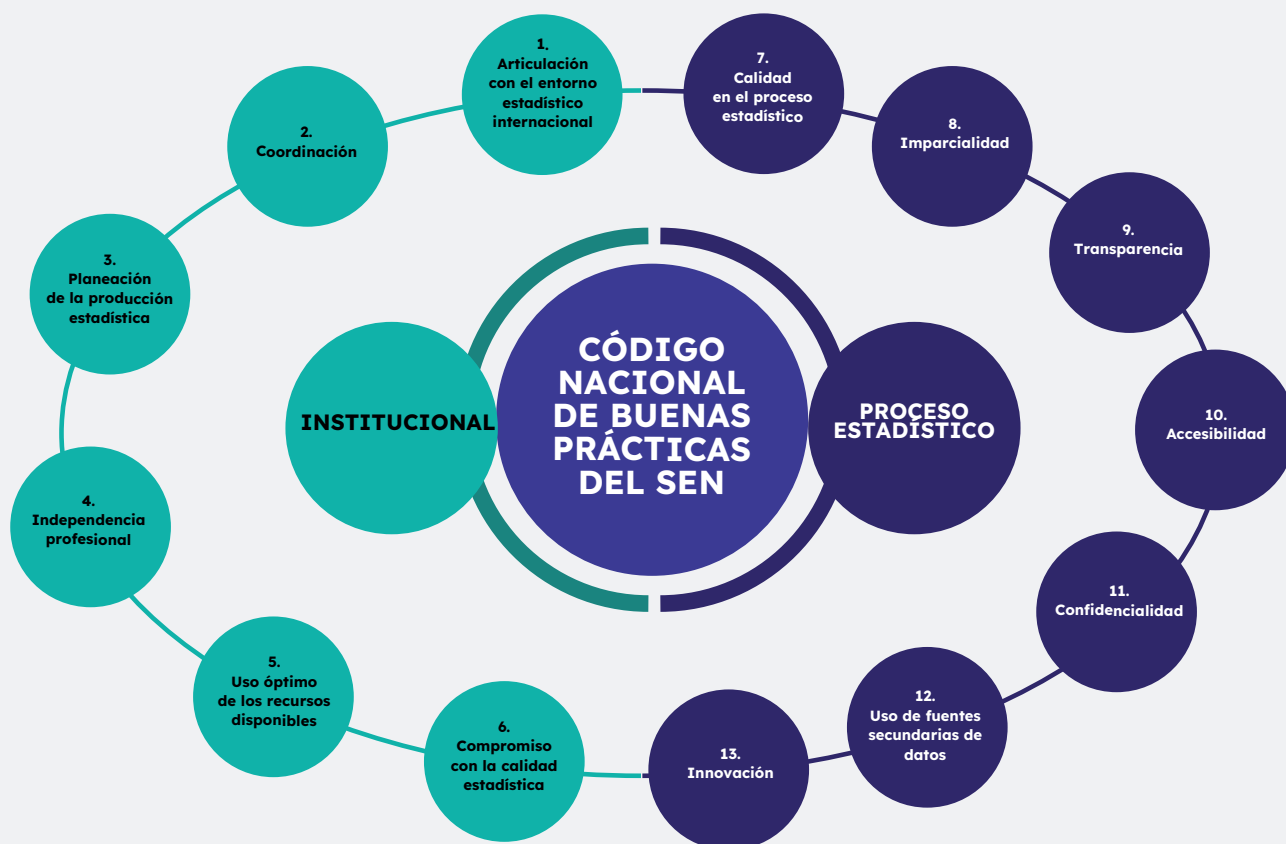 1.
Articulación
con el entorno
estadístico
internacional
2.
Coordinación
3.
Planeación
de la producción
estadística
4.
Independencia
profesional
5.
Uso óptimo
de los recursos
disponibles
6.
Compromiso
con la calidad
estadística
7.
Calidad
en el proceso
estadístico
8.
Imparcialidad
9.
Transparencia
10.
Accesibilidad
11.
Confidencialidad
12.
Uso de fuentes
secundarias de
datos
13.
Innovación
INSTITUCIONAL
CÓDIGO
NACIONAL
DE BUENAS
PRÁCTICAS
DEL SEN
PROCESO
ESTADÍSTICO